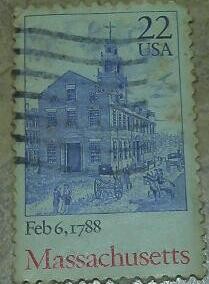 22
USA
Feb 6, 1788
Massachusetts